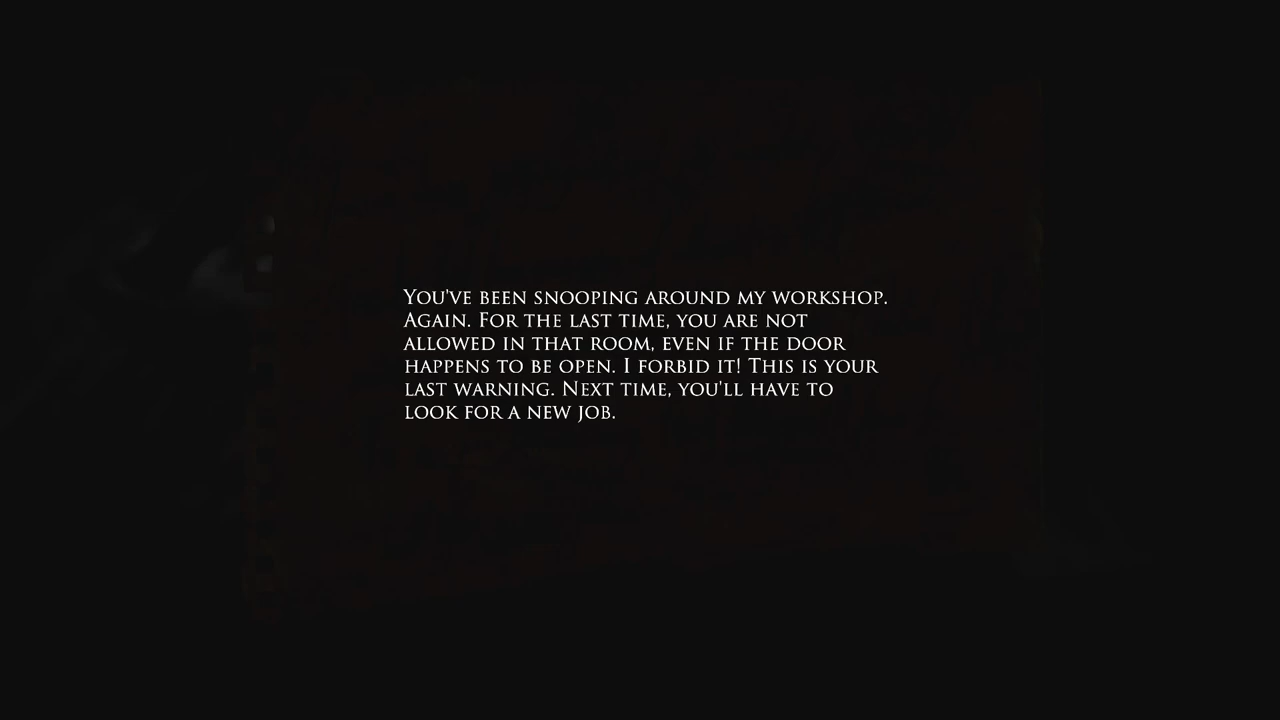 You've been snooping around my workshop.
Again. For the last time, you are not
allowed in that room, even if the door
happens to be open. I forbid it! This is your
last warning. Next time, you'll have to
look for a new job.